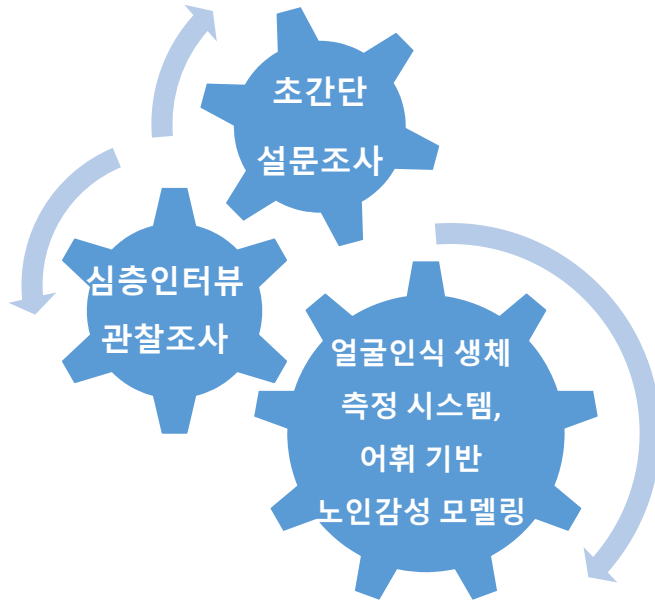 초간단
설문조사
심층인터뷰
관찰조사
얼굴인식 생체
측정 시스템,
어휘 기반
노인감성 모델링